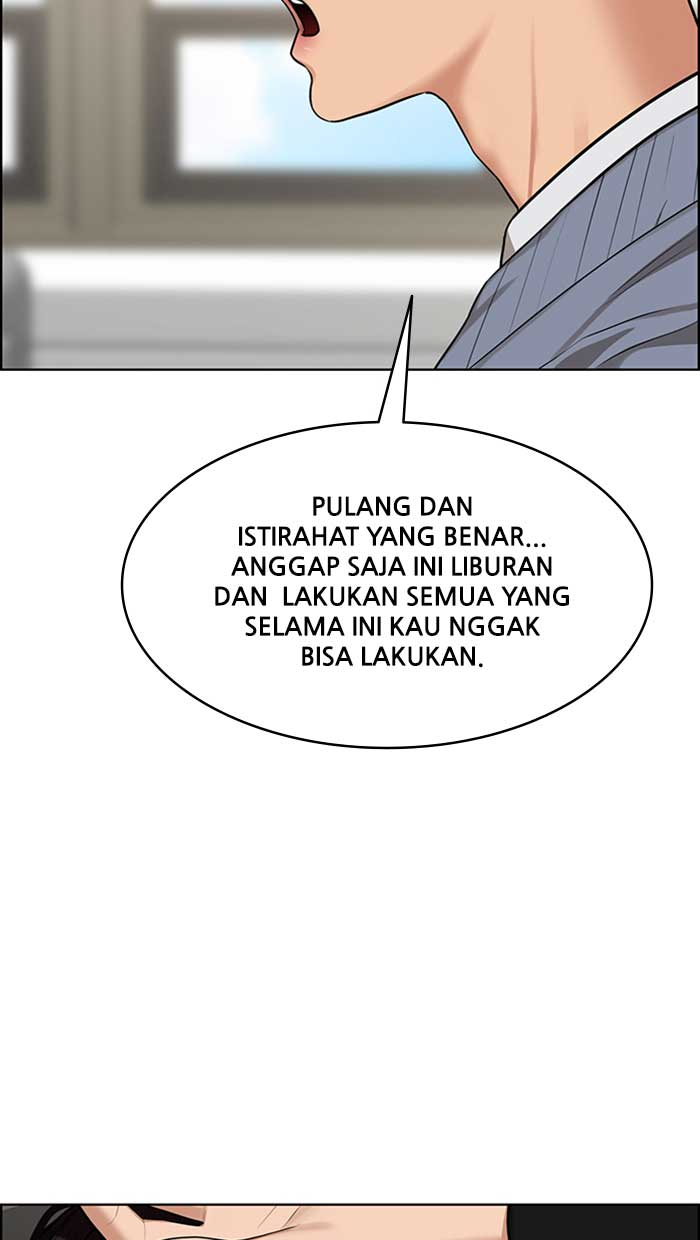 PULANG DAN
ISTIRAHAT YANG BENAR...
ANGGAP SAJA INI LIBURAN
DAN  LAKUKAN SEMUA YANG
SELAMA INI KAU NGGAK
BISA LAKUKAN.